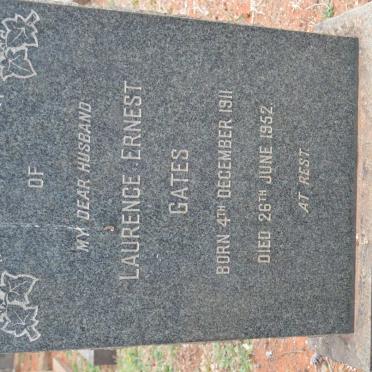 OF
MY DEAR HUSBAND
LAURENCE ERNEST
GATES
BORN 4TH DECEMBER 1911
DIED 26TH JUNE 1952.
AT REST.